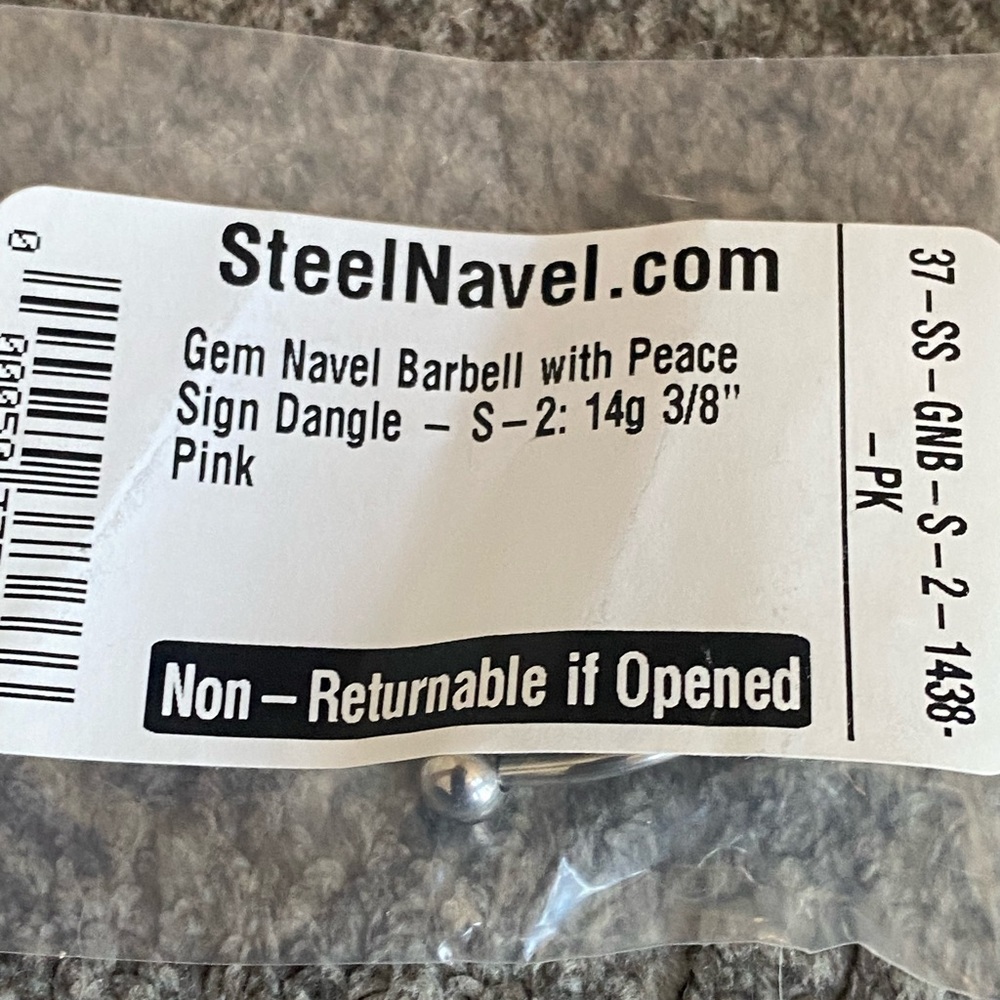 SteelNavel.com
Gem Navel Barbell with Peace
Sign Dangle – S–2: 14g 3/8"
Pink
Non–Returnable if Opened
37–SS–GNB–S–2–1438-
–PK
0